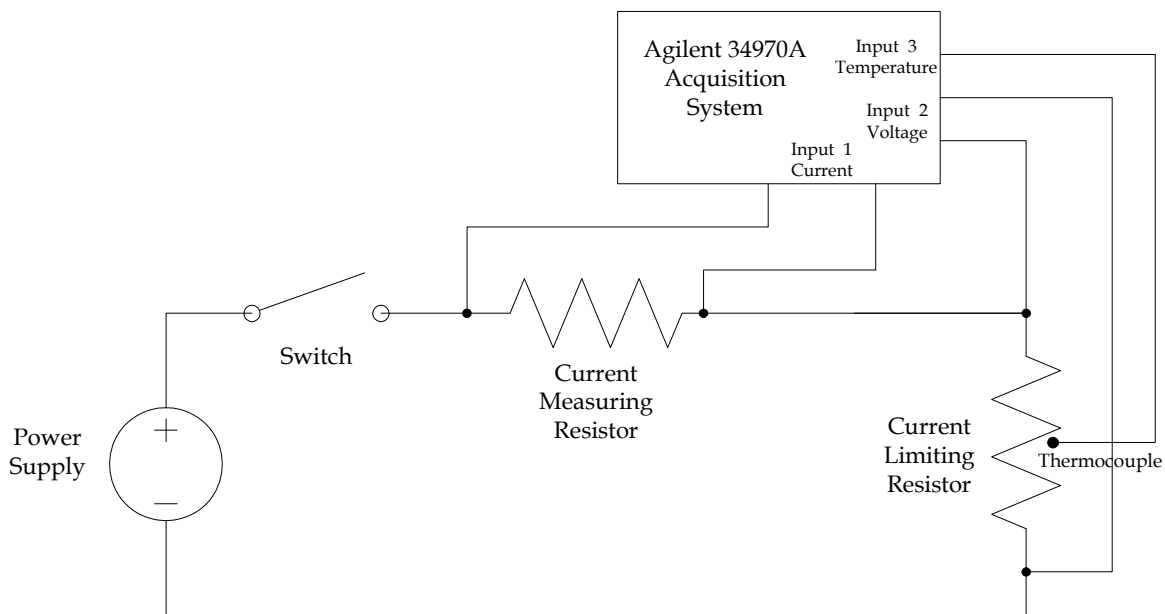 Agilent 34970A
Acquisition
System
Input 3
Temperature
Input 2
Voltage
Input 1
Current
Switch
Current
Measuring
Resistor
Power
Supply
+
—
Current
Limiting
Resistor
Thermocouple